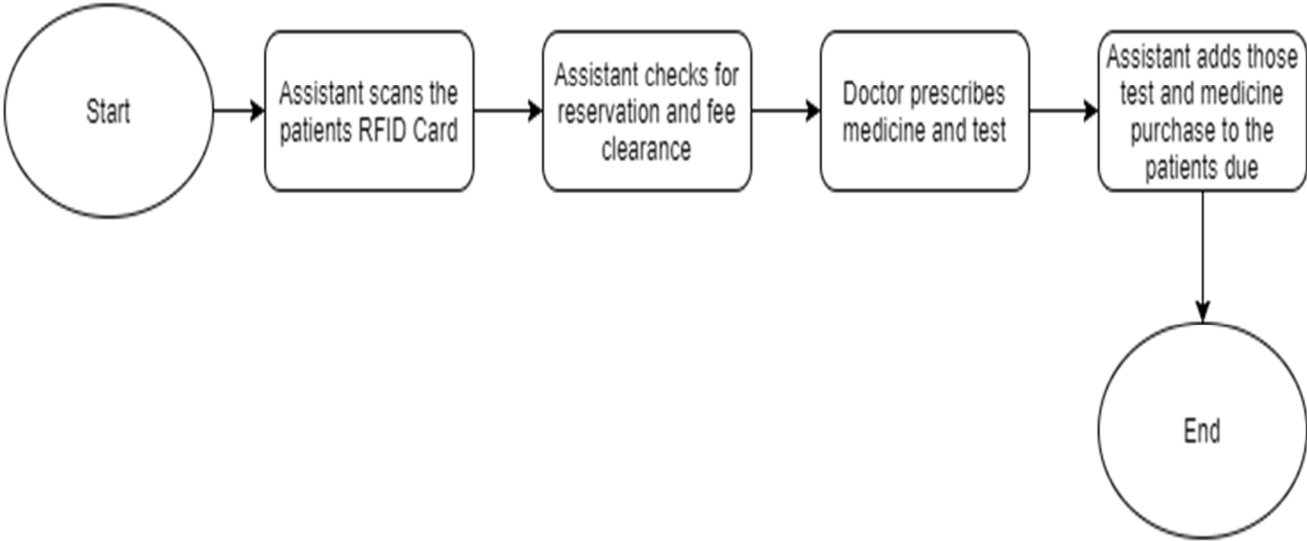 Start
Assistant scans the
patients RFID Card
Assistant checks for
reservation and fee
clearance
Doctor prescribes
medicine and test
Assistant adds those
test and medicine
purchase to the
patients due
End